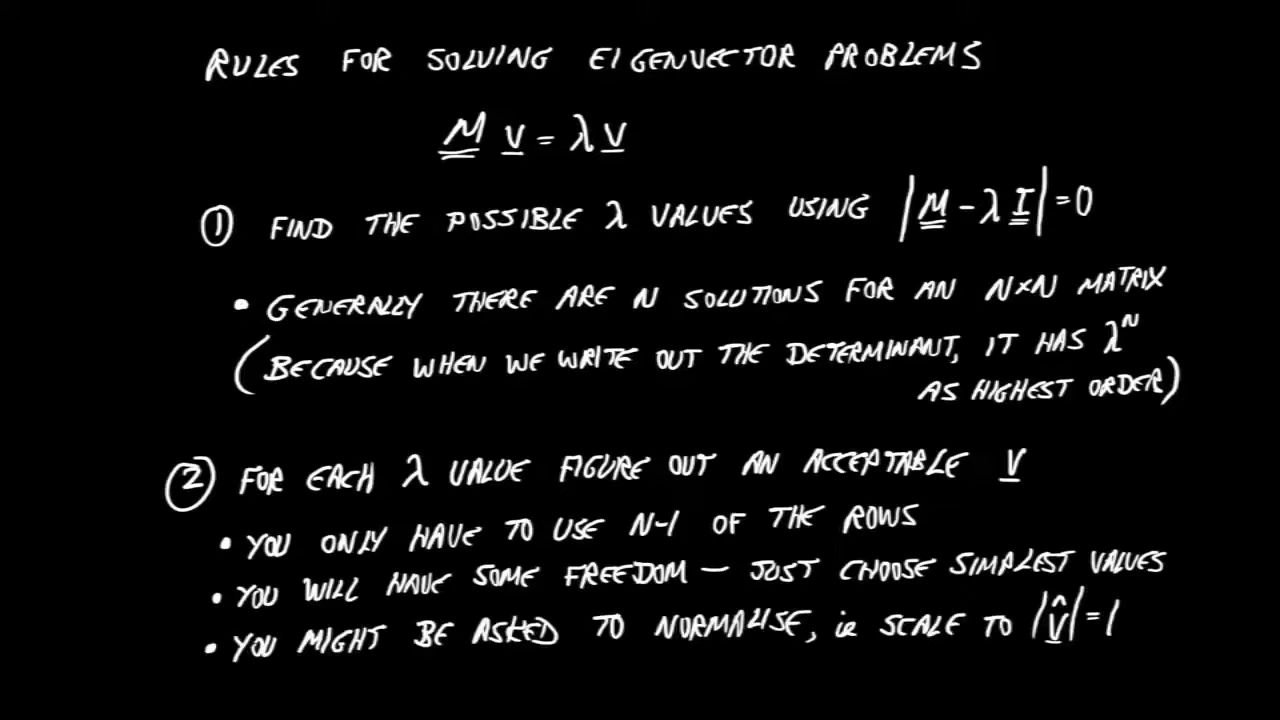 RULES FOR SOLVING EIGENVECTOR PROBLEMS
M v = λ v
① FIND THE POSSIBLE λ VALUES USING |M - λ I| = 0
• GENERALLY THERE ARE N SOLUTIONS FOR AN N×N MATRIX
(BECAUSE WHEN WE WRITE OUT THE DETERMINANT, IT HAS λᴺ
AS HIGHEST ORDER)
② FOR EACH λ VALUE FIGURE OUT AN ACCEPTABLE v
• YOU ONLY HAVE TO USE N-1 OF THE ROWS
• YOU WILL HAVE SOME FREEDOM — JUST CHOOSE SIMPLEST VALUES
• YOU MIGHT BE ASKED TO NORMALISE, ie SCALE TO |v̂| = 1